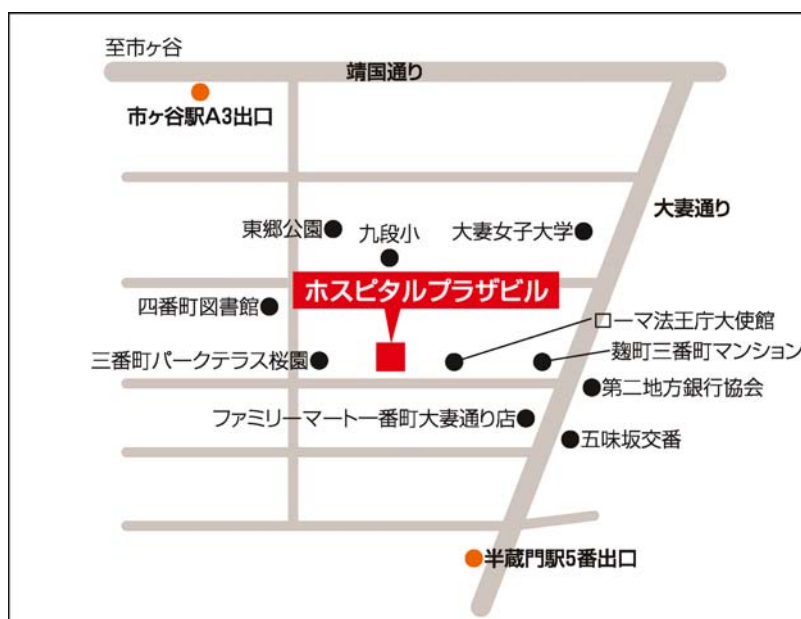 至市ヶ谷
靖国通り
市ヶ谷駅A3出口
大妻通り
東郷公園
九段小
大妻女子大学
ホスピタルプラザビル
四番町図書館
ローマ法王庁大使館
三番町パークテラス桜園
麹町三番町マンション
第二地方銀行協会
ファミリーマート一番町大妻通り店
五味坂交番
半蔵門駅5番出口